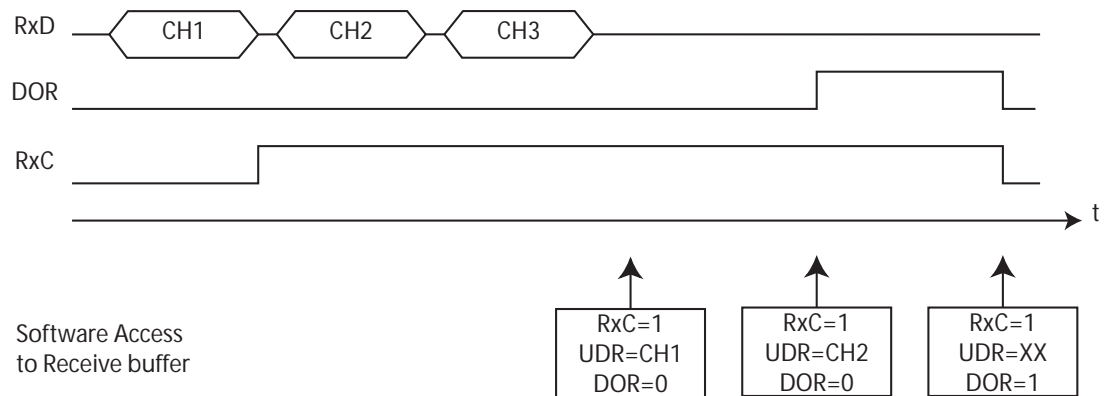 RxD
CH1
CH2
CH3
DOR
RxC
t
Software Access
to Receive buffer
RxC=1
UDR=CH1
DOR=0
RxC=1
UDR=CH2
DOR=0
RxC=1
UDR=XX
DOR=1